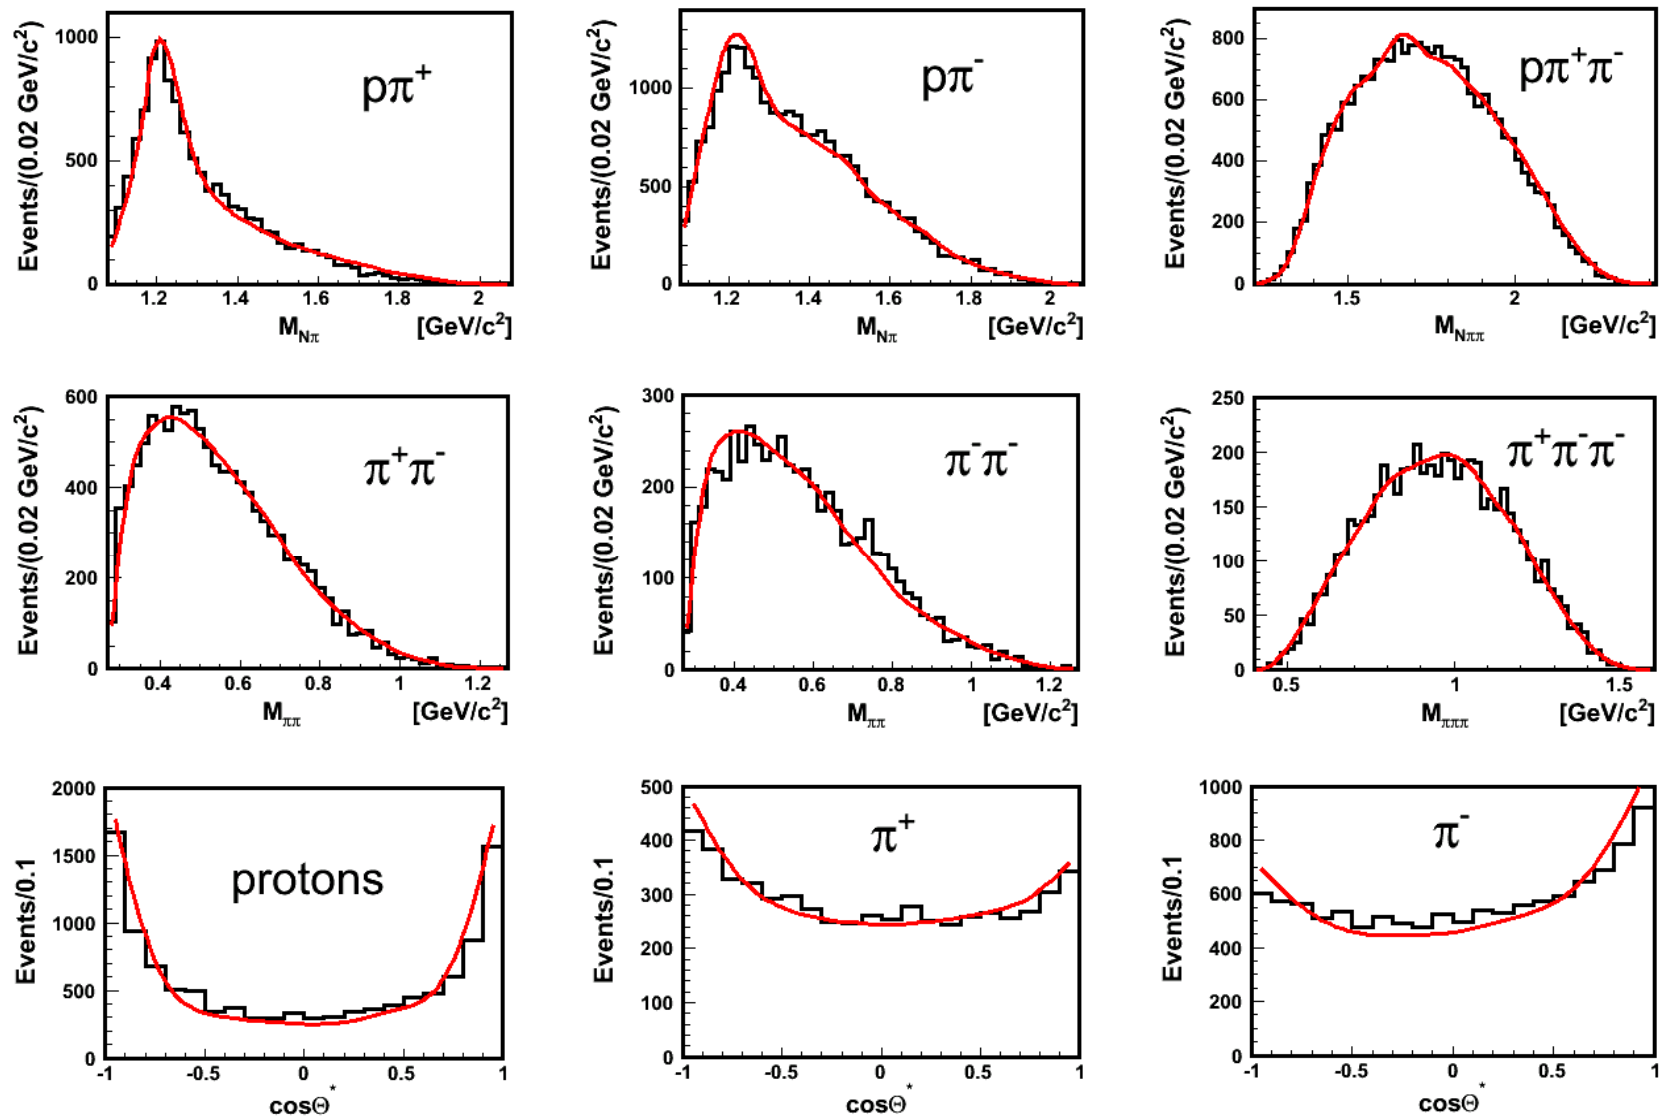 Events/(0.02 GeV/c²)
1000
500
0
pπ⁺
1.2 1.4 1.6 1.8 2
M_Nπ [GeV/c²]
Events/(0.02 GeV/c²)
1000
500
0
pπ⁻
1.2 1.4 1.6 1.8 2
M_Nπ [GeV/c²]
Events/(0.02 GeV/c²)
800
600
400
200
0
pπ⁺π⁻
1.5 2
M_Nππ [GeV/c²]
Events/(0.02 GeV/c²)
600
400
200
0
π⁺π⁻
0.4 0.6 0.8 1 1.2
M_ππ [GeV/c²]
Events/(0.02 GeV/c²)
300
200
100
0
π⁻π⁻
0.4 0.6 0.8 1 1.2
M_ππ [GeV/c²]
Events/(0.02 GeV/c²)
250
200
150
100
50
0
π⁺π⁻π⁻
0.5 1 1.5
M_πππ [GeV/c²]
Events/0.1
2000
1500
1000
500
0
protons
-1 -0.5 0 0.5 1
cosΘ*
Events/0.1
500
400
300
200
100
0
π⁺
-1 -0.5 0 0.5 1
cosΘ*
Events/0.1
1000
800
600
400
200
0
π⁻
-1 -0.5 0 0.5 1
cosΘ*